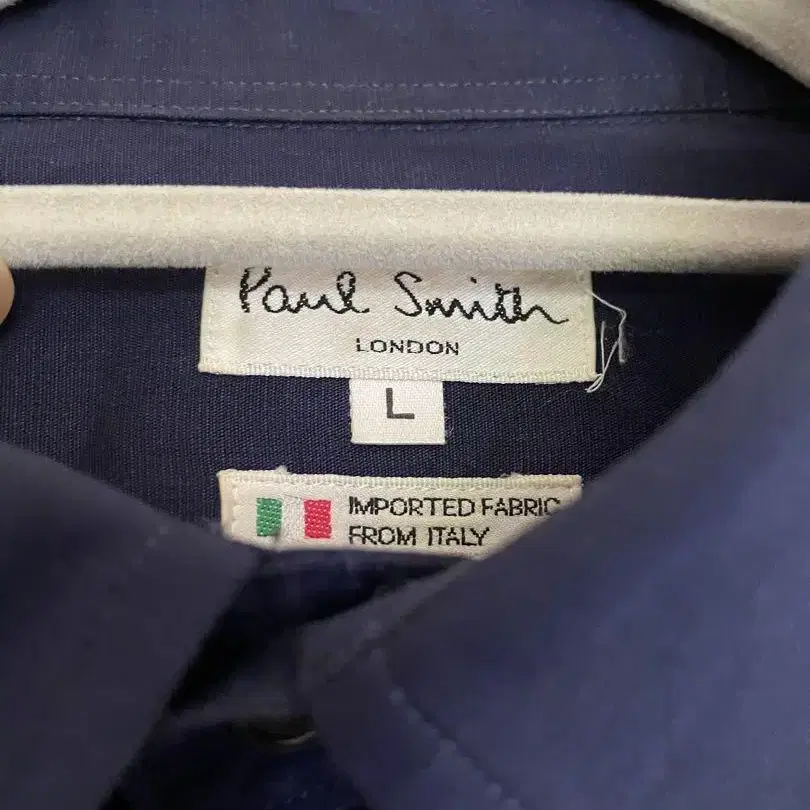 Paul Smith
LONDON
L
IMPORTED FABRIC
FROM ITALY